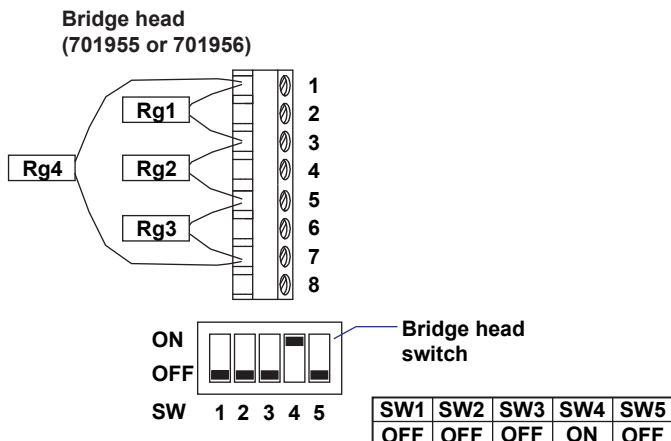 Bridge head
(701955 or 701956)
1
Rg1
2
3
Rg4
Rg2
4
5
Rg3
6
7
8
ON
OFF
Bridge head
switch
SW 1 2 3 4 5
SW1 SW2 SW3 SW4 SW5
OFF OFF OFF ON OFF